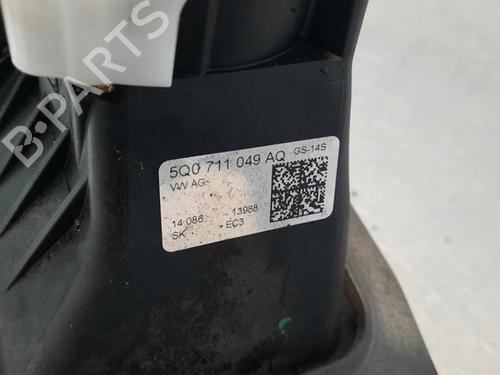 B-PARTS
5Q0 711 049 AQ GS-14S
VW AG
14 086 13988
SK EC3